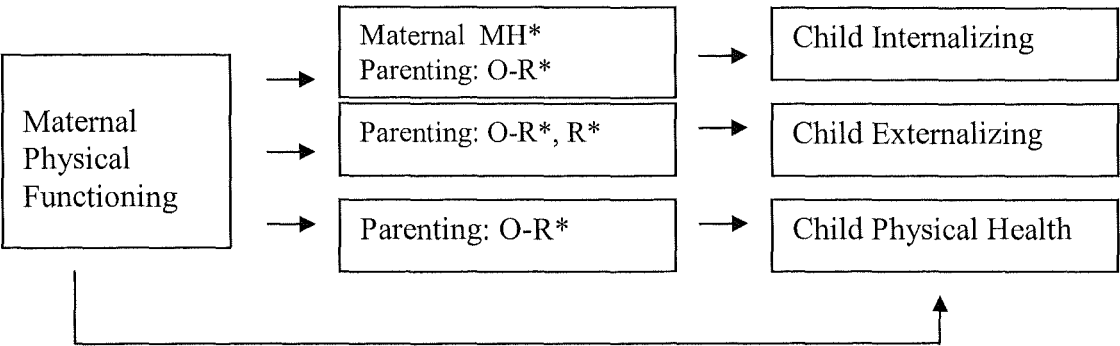 Maternal
Physical
Functioning
Maternal MH*
Parenting: O-R*
Parenting: O-R*, R*
Parenting: O-R*
Child Internalizing
Child Externalizing
Child Physical Health